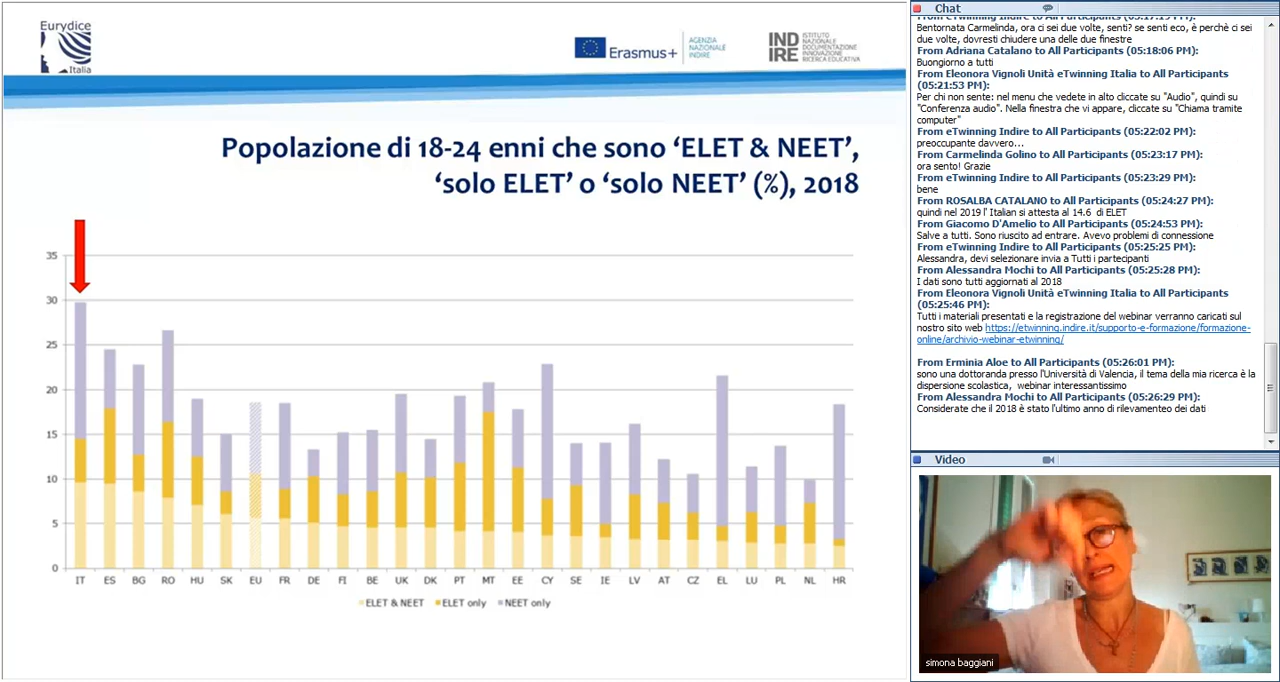 Eurydice
Italia
Erasmus+
AGENZIA
NAZIONALE
INDIRE
IND
IRE
ISTITUTO
NAZIONALE
DOCUMENTAZIONE
INNOVAZIONE
RICERCA EDUCATIVA
Popolazione di 18-24 enni che sono ‘ELET & NEET’,
‘solo ELET’ o ‘solo NEET’ (%), 2018
35
30
25
20
15
10
5
0
IT ES BG RO HU SK EU FR DE FI BE UK DK PT MT EE CY SE IE LV AT CZ EL LU PL NL HR
ELET & NEET ELET only NEET only
Chat
From eTwinning Indire to All Participants (05:17:19 PM):
Bentornata Carmelinda, ora ci sei due volte, senti? se senti eco, è perchè ci sei
due volte, dovresti chiudere una delle due finestre
From Adriana Catalano to All Participants (05:18:06 PM):
Buongiorno a tutti
From Eleonora Vignoli Unità eTwinning Italia to All Participants
(05:21:53 PM):
Per chi non sente: nel menu che vedete in alto cliccate su "Audio", quindi su
"Conferenza audio". Nella finestra che vi appare, cliccate su "Chiama tramite
computer"
From eTwinning Indire to All Participants (05:22:02 PM):
preoccupante davvero...
From Carmelinda Golino to All Participants (05:23:17 PM):
ora sento! Grazie
From eTwinning Indire to All Participants (05:23:29 PM):
bene
From ROSALBA CATALANO to All Participants (05:24:27 PM):
quindi nel 2019 l' Italian si attesta al 14.6 di ELET
From Giacomo D'Amelio to All Participants (05:24:53 PM):
Salve a tutti. Sono riuscito ad entrare. Avevo problemi di connessione
From eTwinning Indire to All Participants (05:25:25 PM):
Alessandra, devi selezionare invia a Tutti i partecipanti
From Alessandra Mochi to All Participants (05:25:28 PM):
I dati sono tutti aggiornati al 2018
From Eleonora Vignoli Unità eTwinning Italia to All Participants
(05:25:46 PM):
Tutti i materiali presentati e la registrazione del webinar verranno caricati sul
nostro sito web https://etwinning.indire.it/supporto-e-formazione/formazione-
online/archivio-webinar-etwinning/
From Erminia Aloe to All Participants (05:26:01 PM):
sono una dottoranda presso l'Università di Valencia, il tema della mia ricerca è la
dispersione scolastica, webinar interessantissimo
From Alessandra Mochi to All Participants (05:26:29 PM):
Considerate che il 2018 è stato l'ultimo anno di rilevamenteo dei dati
Video
simona baggiani